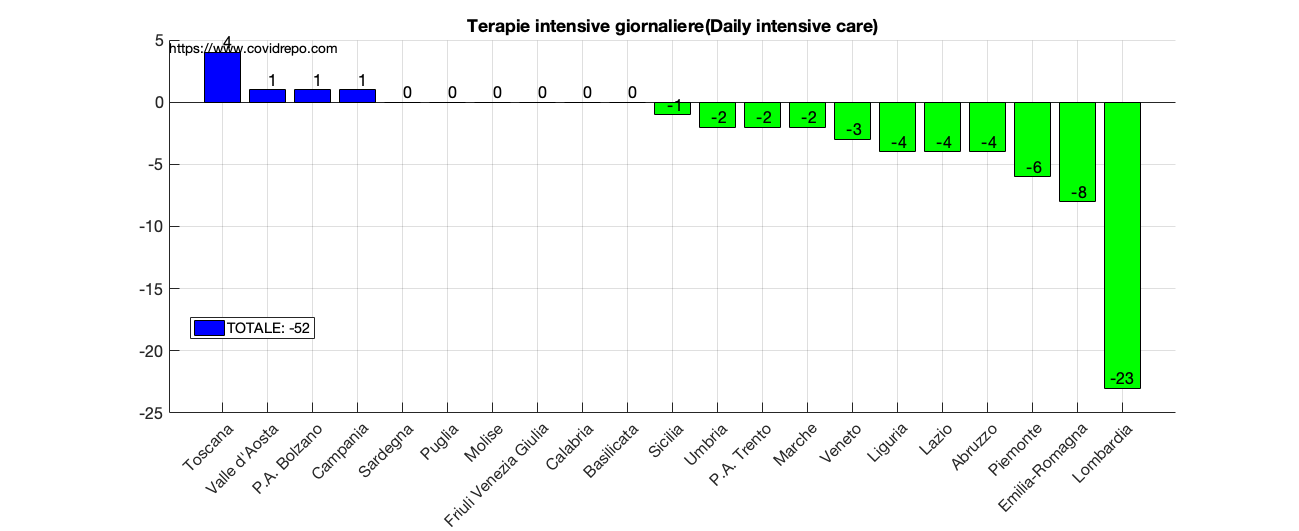 Terapie intensive giornaliere(Daily intensive care)
https://www.covidrepo.com
5
0
-5
-10
-15
-20
-25
4
1
1
1
0
0
0
0
0
0
-1
-2
-2
-2
-3
-4
-4
-4
-6
-8
-23
TOTALE: -52
Toscana
Valle d'Aosta
P.A. Bolzano
Campania
Sardegna
Puglia
Molise
Friuli Venezia Giulia
Calabria
Basilicata
Sicilia
Umbria
P.A. Trento
Marche
Veneto
Liguria
Lazio
Abruzzo
Piemonte
Emilia-Romagna
Lombardia